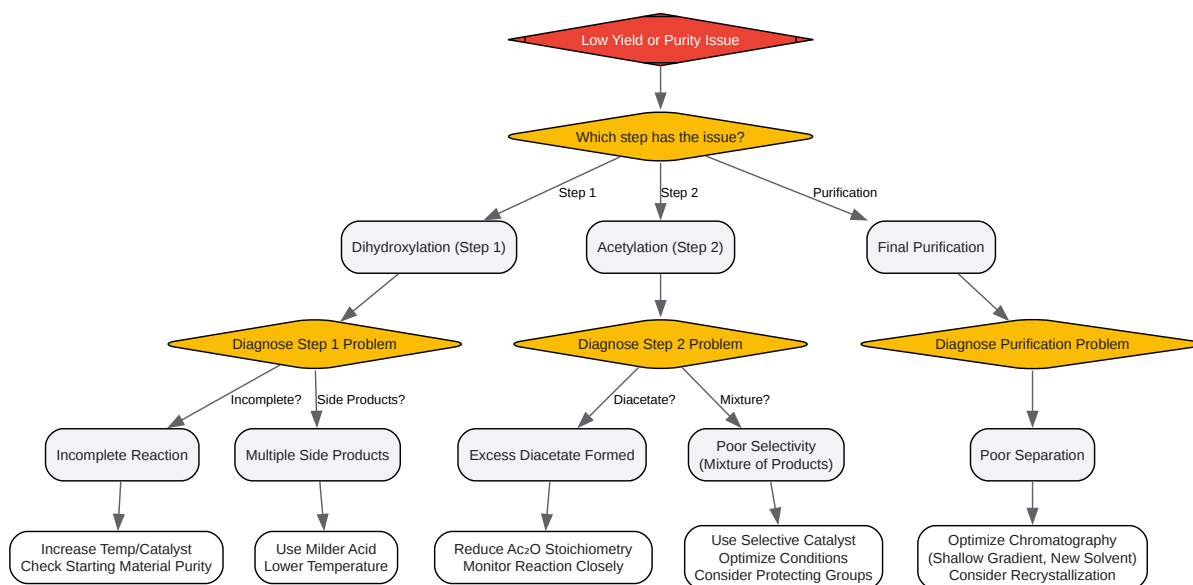 Low Yield or Purity Issue
Which step has the issue?
Step 1
Step 2
Purification
Dihydroxylation (Step 1)
Acetylation (Step 2)
Final Purification
Diagnose Step 1 Problem
Diagnose Step 2 Problem
Diagnose Purification Problem
Incomplete?
Side Products?
Diacetate?
Mixture?
Incomplete Reaction
Multiple Side Products
Excess Diacetate Formed
Poor Selectivity
(Mixture of Products)
Poor Separation
Increase Temp/Catalyst
Check Starting Material Purity
Use Milder Acid
Lower Temperature
Reduce Ac₂O Stoichiometry
Monitor Reaction Closely
Use Selective Catalyst
Optimize Conditions
Consider Protecting Groups
Optimize Chromatography
(Shallow Gradient, New Solvent)
Consider Recrystallization